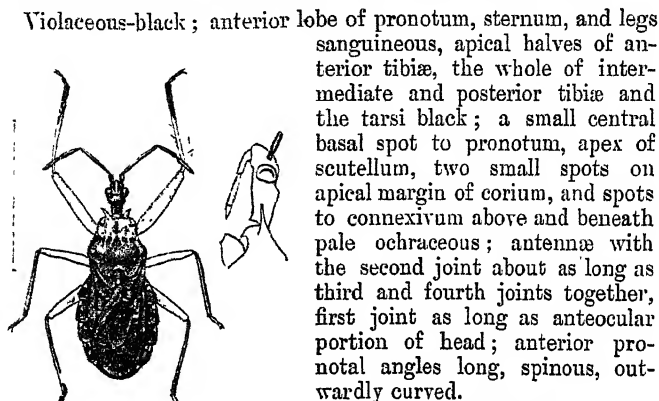 Violaceous-black ; anterior lobe of pronotum, sternum, and legs
sanguineous, apical halves of an-
terior tibiæ, the whole of inter-
mediate and posterior tibiæ and
the tarsi black ; a small central
basal spot to pronotum, apex of
scutellum, two small spots on
apical margin of corium, and spots
to connexivum above and beneath
pale ochraceous ; antennæ with
the second joint about as long as
third and fourth joints together,
first joint as long as anteocular
portion of head ; anterior pro-
notal angles long, spinous, out-
wardly curved.